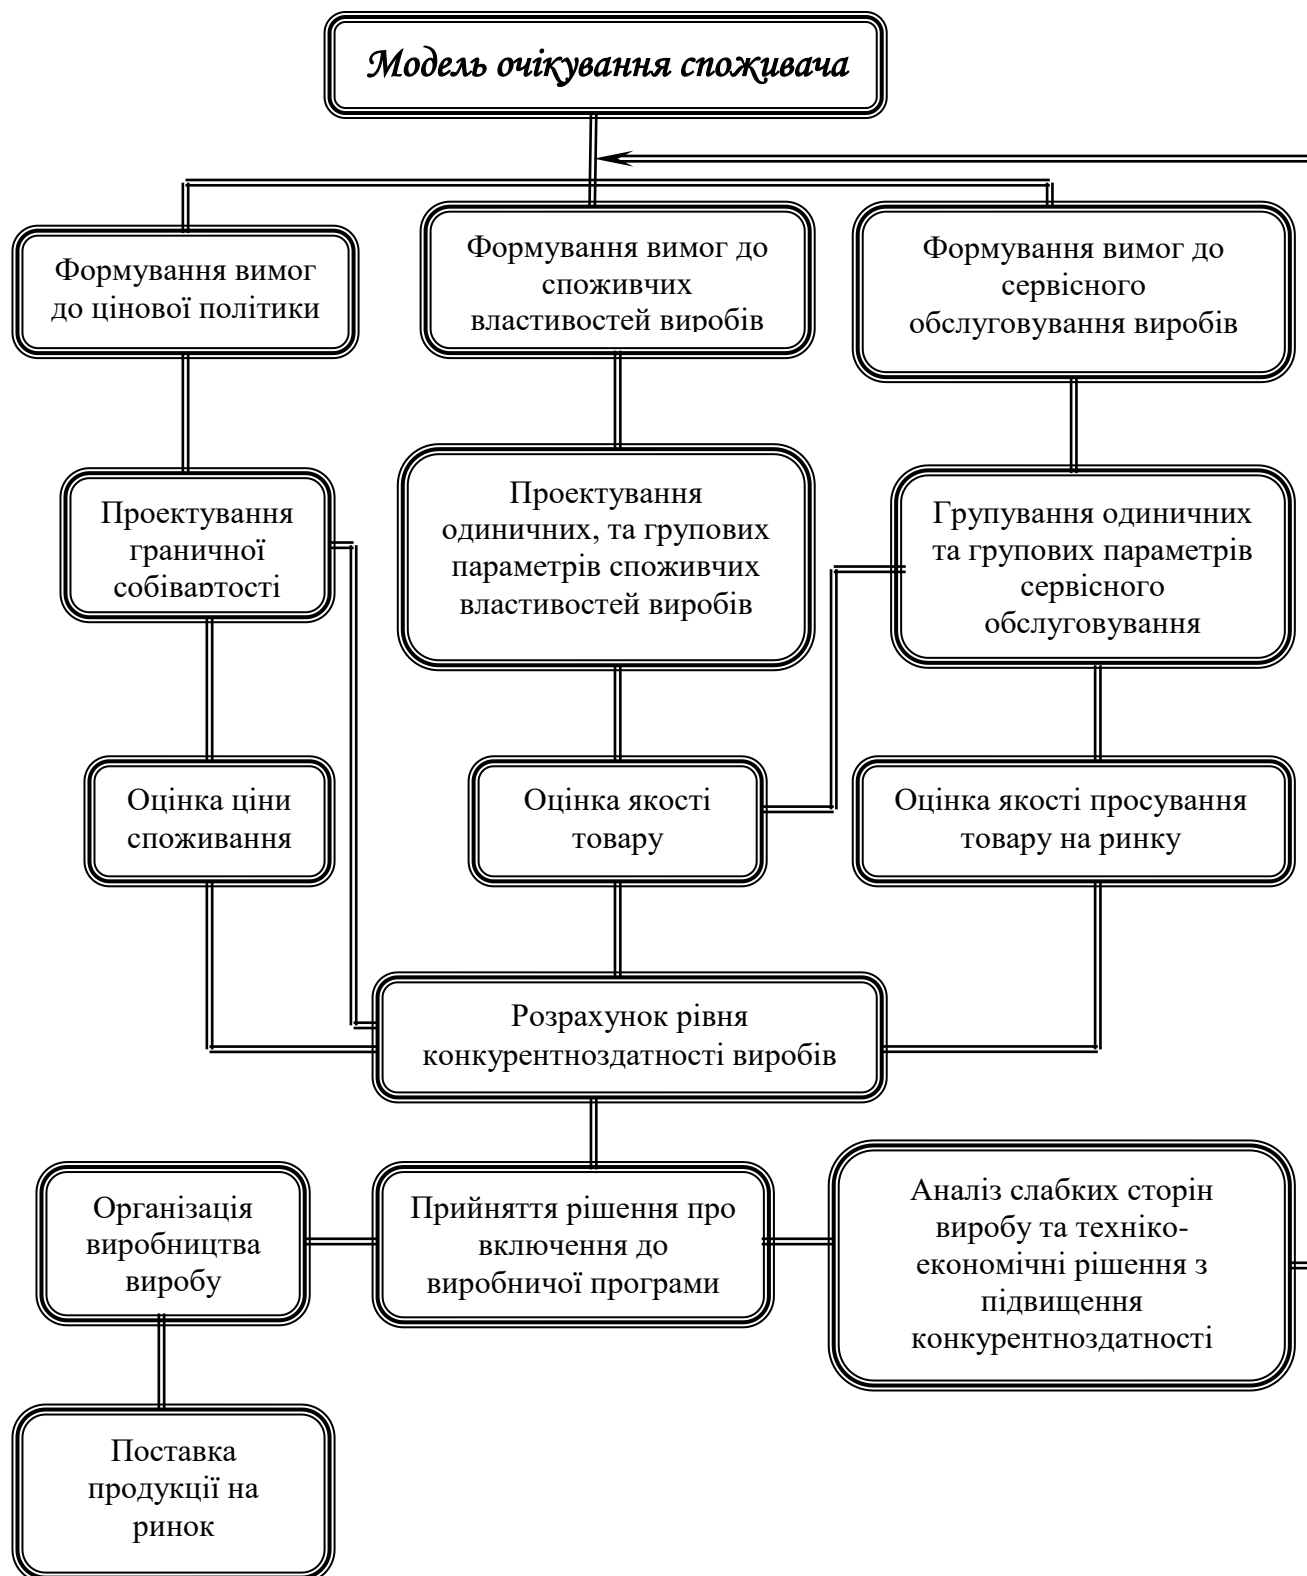 Модель очікування споживача
Формування вимог
до цінової політики
Формування вимог до
споживчих
властивостей виробів
Формування вимог до
сервісного
обслуговування виробів
Проектування
граничної
собівартості
Проектування
одиничних, та групових
параметрів споживчих
властивостей виробів
Групування одиничних
та групових параметрів
сервісного
обслуговування
Оцінка ціни
споживання
Оцінка якості
товару
Оцінка якості просування
товару на ринку
Розрахунок рівня
конкурентноздатності виробів
Організація
виробництва
виробу
Прийняття рішення про
включення до
виробничої програми
Аналіз слабких сторін
виробу та техніко-
економічні рішення з
підвищення
конкурентноздатності
Поставка
продукції на
ринок